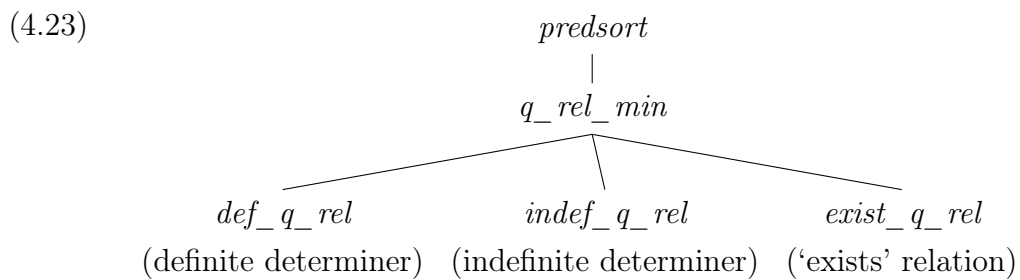 (4.23) predsort
q_rel_min
def_q_rel indef_q_rel exist_q_rel
(definite determiner) (indefinite determiner) (‘exists’ relation)